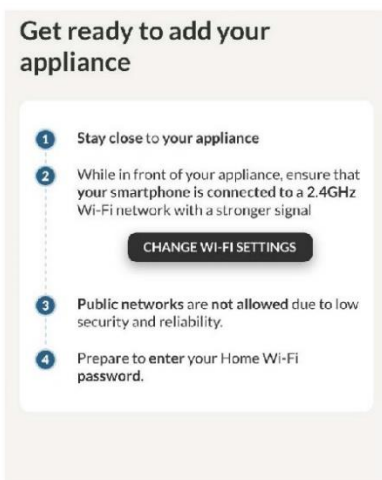 Get ready to add your
appliance
1 Stay close to your appliance
2 While in front of your appliance, ensure that
your smartphone is connected to a 2.4GHz
Wi-Fi network with a stronger signal
CHANGE WI-FI SETTINGS
3 Public networks are not allowed due to low
security and reliability.
4 Prepare to enter your Home Wi-Fi
password.